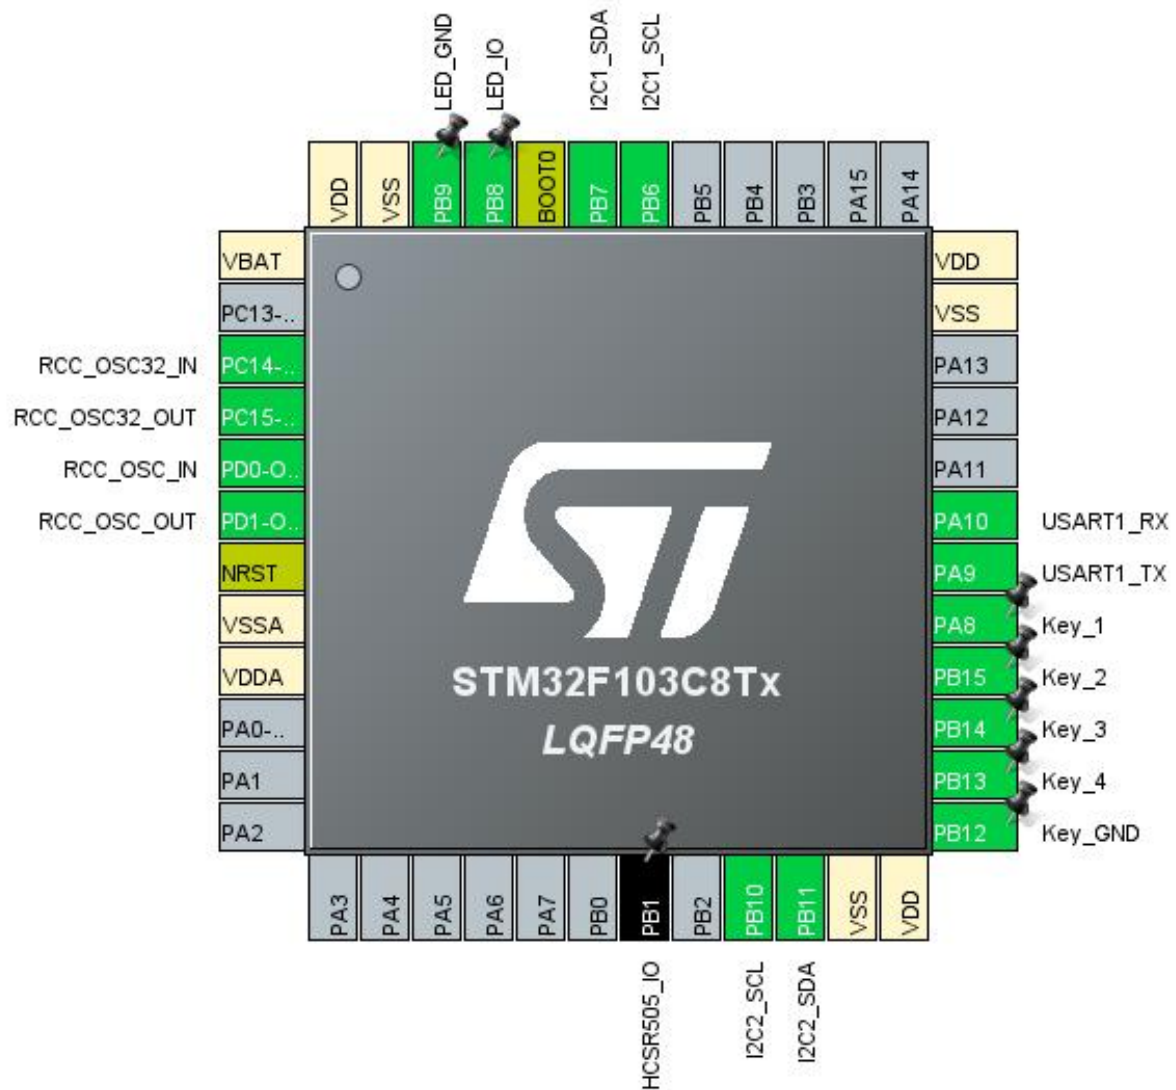 LED_GND
LED_IO
I2C1_SDA
I2C1_SCL
VDD
VSS
PB9
PB8
BOOT0
PB7
PB6
PB5
PB4
PB3
PA15
PA14
VBAT
PC13-..
RCC_OSC32_IN PC14-..
RCC_OSC32_OUT PC15-..
RCC_OSC_IN PD0-O..
RCC_OSC_OUT PD1-O..
NRST
VSSA
VDDA
PA0-..
PA1
PA2
VDD
VSS
PA13
PA12
PA11
PA10 USART1_RX
PA9 USART1_TX
PA8 Key_1
PB15 Key_2
PB14 Key_3
PB13 Key_4
PB12 Key_GND
ST
STM32F103C8Tx
LQFP48
PA3
PA4
PA5
PA6
PA7
PB0
PB1
PB2
PB10
PB11
VSS
VDD
HCSR505_IO
I2C2_SCL
I2C2_SDA